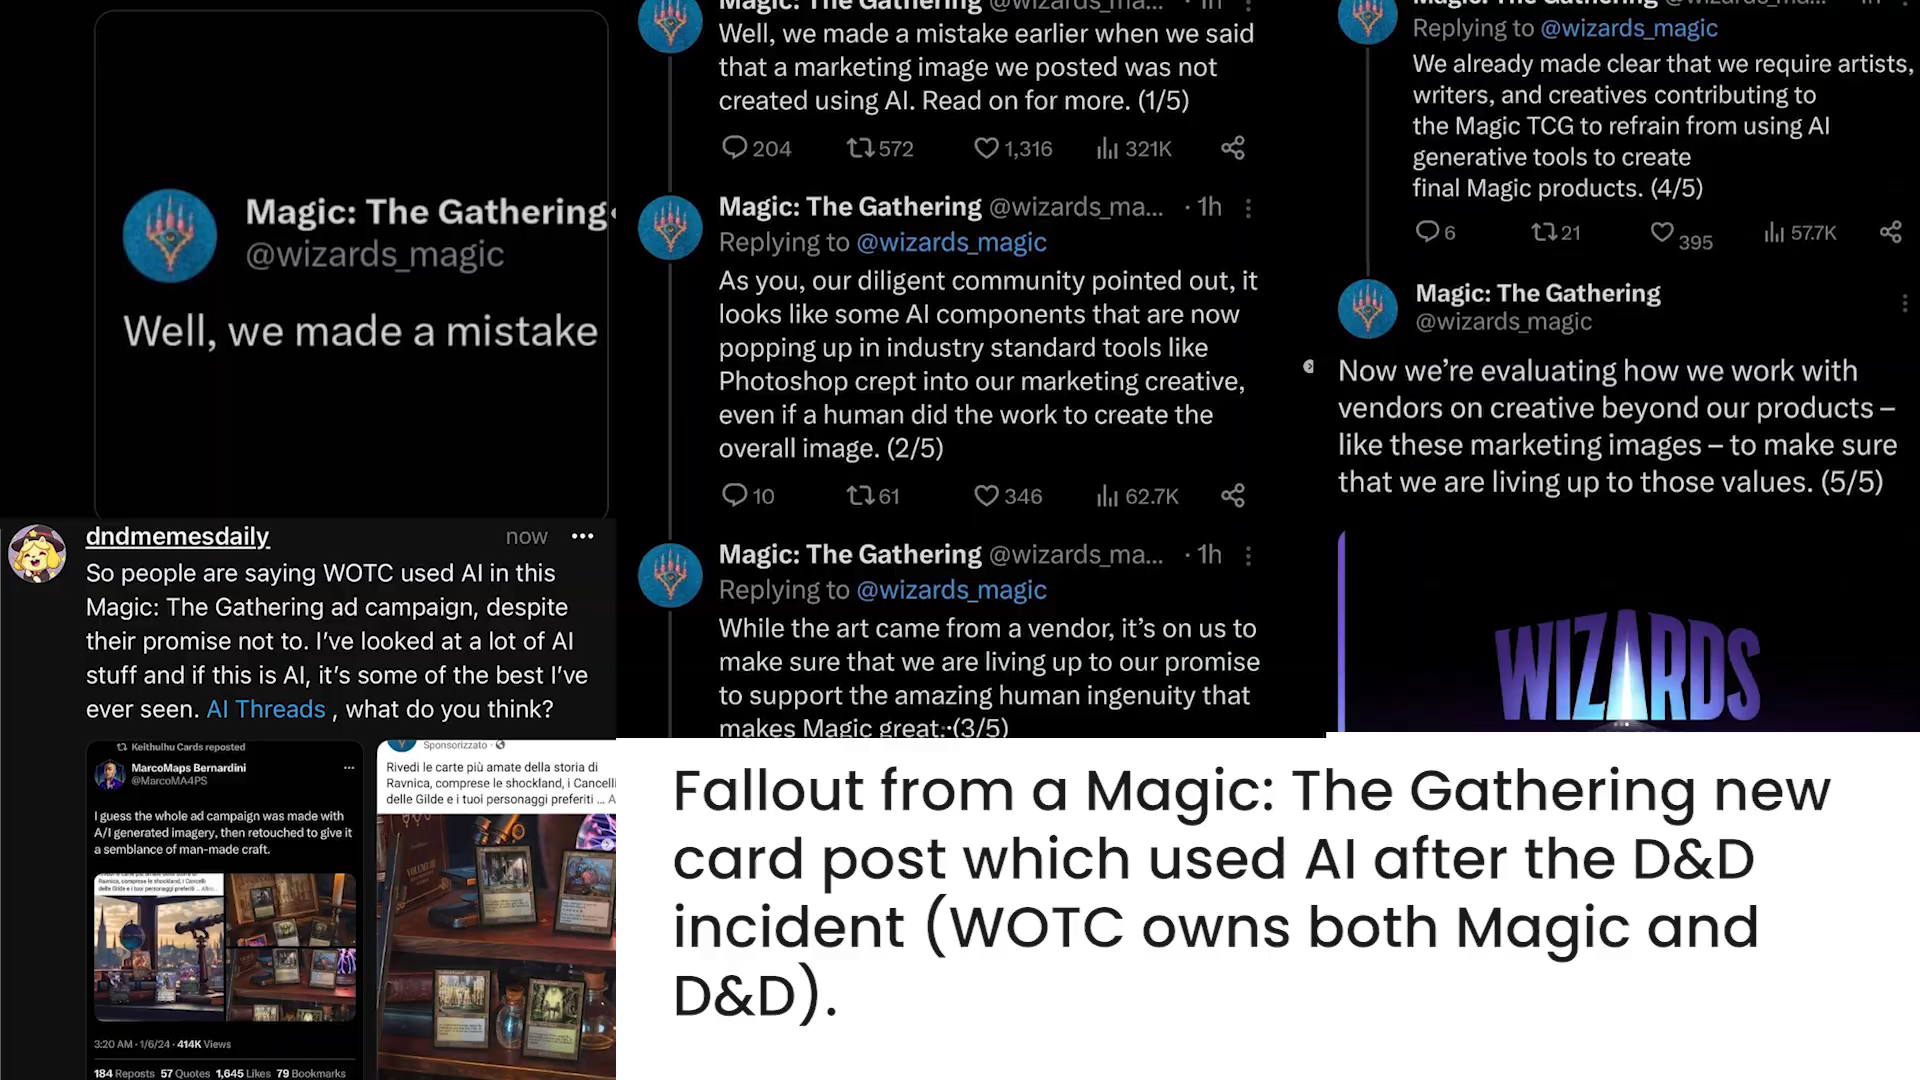 Magic: The Gathering
@wizards_magic
Well, we made a mistake
dndmemesdaily
now
So people are saying WOTC used AI in this
Magic: The Gathering ad campaign, despite
their promise not to. I've looked at a lot of AI
stuff and if this is AI, it's some of the best I've
ever seen. AI Threads , what do you think?
Keithulhu Cards reposted
MarcoMaps Bernardini
@MarcoMA4PS
I guess the whole ad campaign was made with
A/I generated imagery, then retouched to give it
a semblance of man-made craft.
3:20 AM · 1/6/24 · 414K Views
184 Reposts 57 Quotes 1,645 Likes 79 Bookmarks
Sponsorizzato ·
Rivedi le carte più amate della storia di
Ravnica, comprese le shockland, i Cancelli
delle Gilde e i tuoi personaggi preferiti ... A
Magic: The Gathering @wizards_ma... · 1h
Well, we made a mistake earlier when we said
that a marketing image we posted was not
created using AI. Read on for more. (1/5)
204 572 1,316 321K
Magic: The Gathering @wizards_ma... · 1h
Replying to @wizards_magic
As you, our diligent community pointed out, it
looks like some AI components that are now
popping up in industry standard tools like
Photoshop crept into our marketing creative,
even if a human did the work to create the
overall image. (2/5)
10 61 346 62.7K
Magic: The Gathering @wizards_ma... · 1h
Replying to @wizards_magic
While the art came from a vendor, it's on us to
make sure that we are living up to our promise
to support the amazing human ingenuity that
makes Magic great. (3/5)
Magic: The Gathering @wizards_ma... · 1h
Replying to @wizards_magic
We already made clear that we require artists,
writers, and creatives contributing to
the Magic TCG to refrain from using AI
generative tools to create
final Magic products. (4/5)
6 21 395 57.7K
Magic: The Gathering
@wizards_magic
Now we're evaluating how we work with
vendors on creative beyond our products –
like these marketing images – to make sure
that we are living up to those values. (5/5)
WIZARDS
Fallout from a Magic: The Gathering new
card post which used AI after the D&D
incident (WOTC owns both Magic and
D&D).